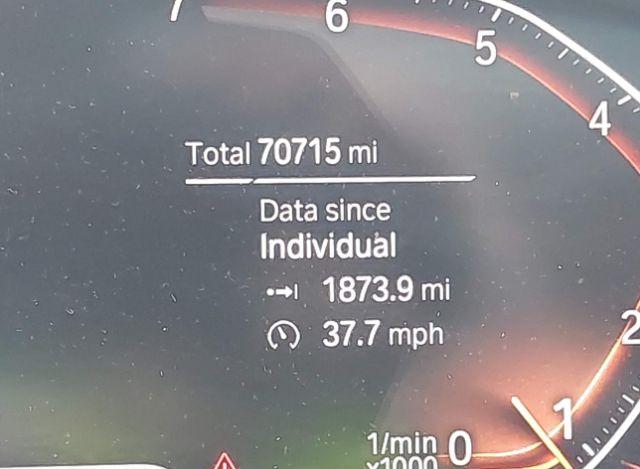 7 6 5 4
Total 70715 mi
Data since
Individual
1873.9 mi
37.7 mph
2
1
1/min 0
x1000